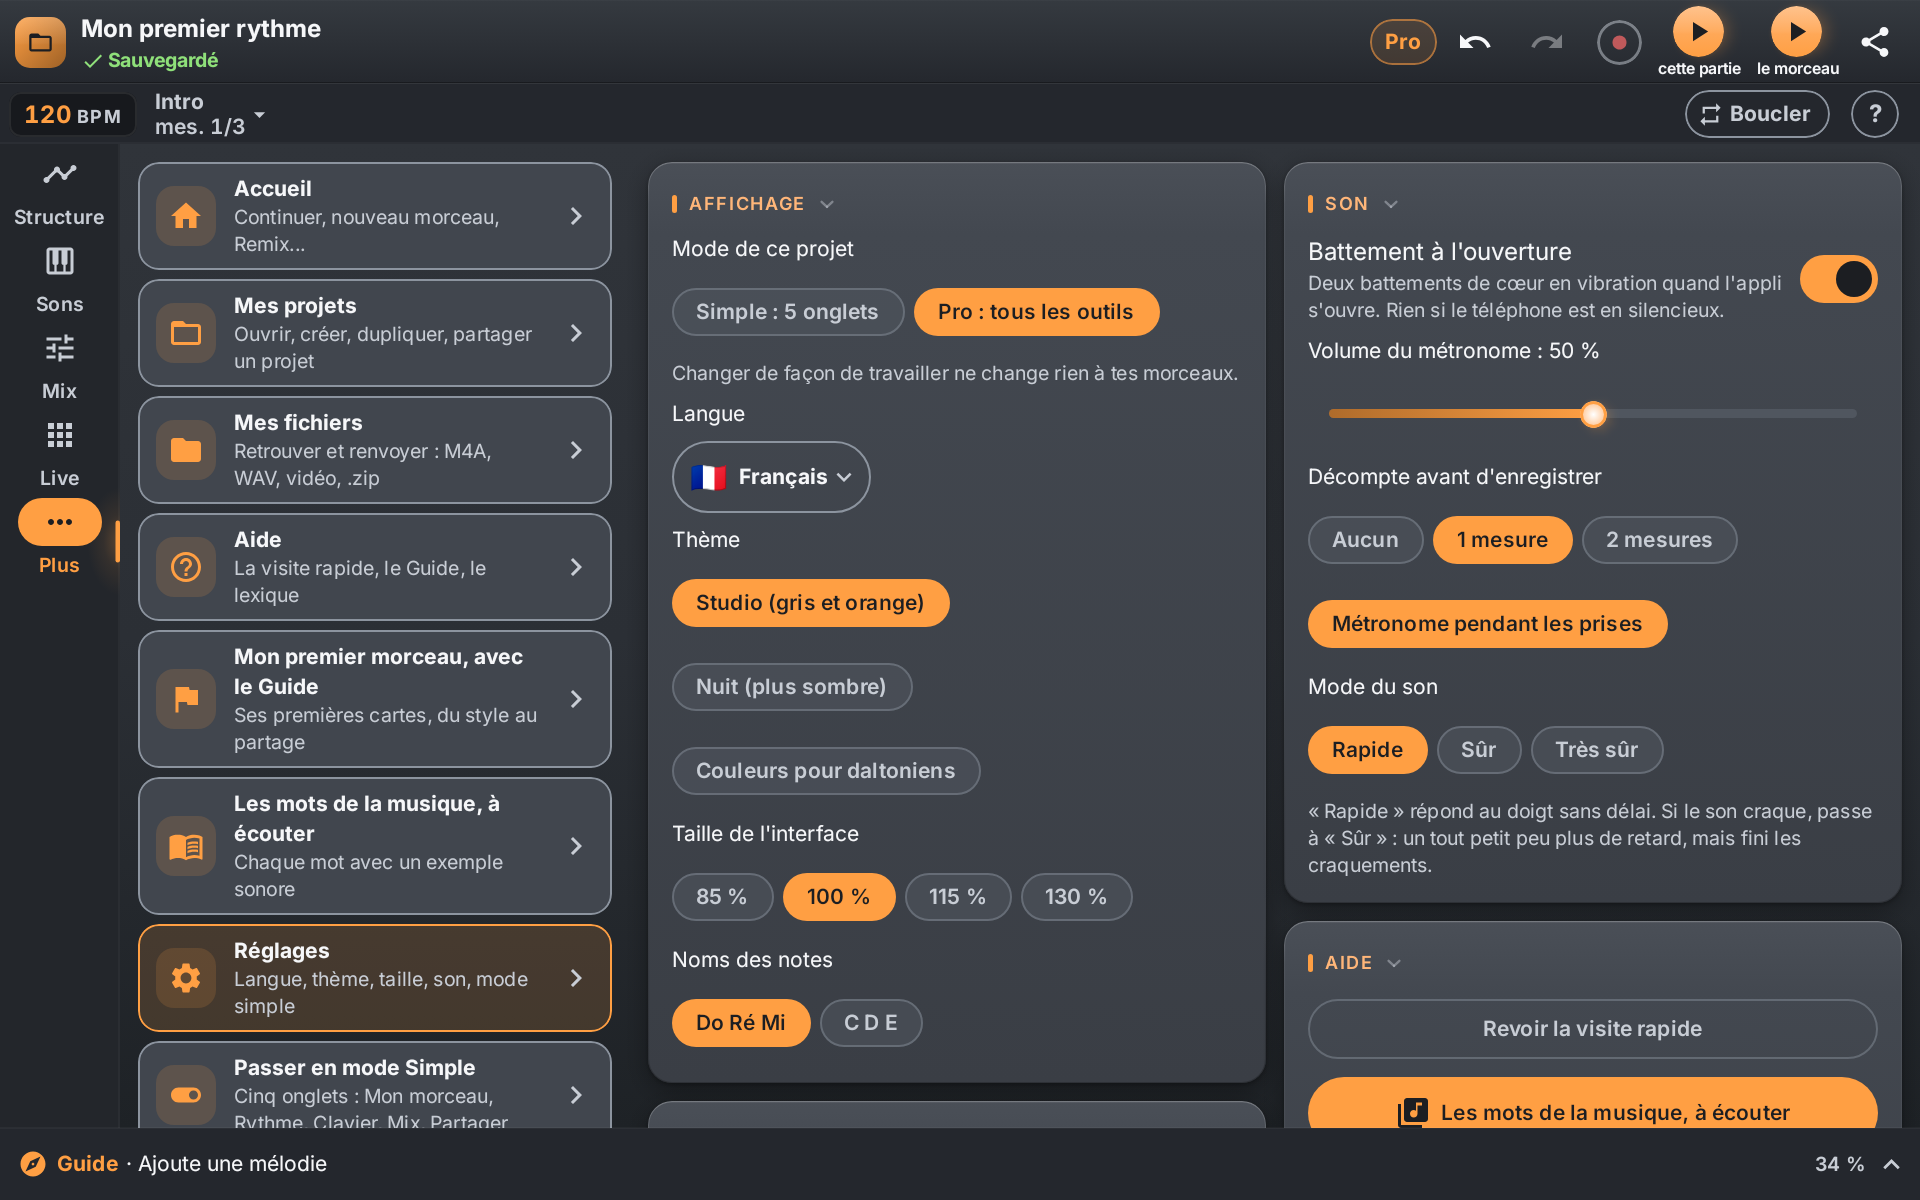 Mon premier rythme
Sauvegardé
Pro
cette partie
le morceau
120 BPM
Intro
mes. 1/3
Boucler
?
Structure
Sons
Mix
Live
Plus
Accueil
Continuer, nouveau morceau,
Remix...
Mes projets
Ouvrir, créer, dupliquer, partager
un projet
Mes fichiers
Retrouver et renvoyer : M4A,
WAV, vidéo, .zip
Aide
La visite rapide, le Guide, le
lexique
Mon premier morceau, avec
le Guide
Ses premières cartes, du style au
partage
Les mots de la musique, à
écouter
Chaque mot avec un exemple
sonore
Réglages
Langue, thème, taille, son, mode
simple
Passer en mode Simple
Cinq onglets : Mon morceau,
Rythme, Clavier, Mix, Partager
AFFICHAGE
Mode de ce projet
Simple : 5 onglets
Pro : tous les outils
Changer de façon de travailler ne change rien à tes morceaux.
Langue
Français
Thème
Studio (gris et orange)
Nuit (plus sombre)
Couleurs pour daltoniens
Taille de l'interface
85 %
100 %
115 %
130 %
Noms des notes
Do Ré Mi
C D E
SON
Battement à l'ouverture
Deux battements de cœur en vibration quand l'appli
s'ouvre. Rien si le téléphone est en silencieux.
Volume du métronome : 50 %
Décompte avant d'enregistrer
Aucun
1 mesure
2 mesures
Métronome pendant les prises
Mode du son
Rapide
Sûr
Très sûr
« Rapide » répond au doigt sans délai. Si le son craque, passe
à « Sûr » : un tout petit peu plus de retard, mais fini les
craquements.
AIDE
Revoir la visite rapide
Les mots de la musique, à écouter
Guide · Ajoute une mélodie
34 %